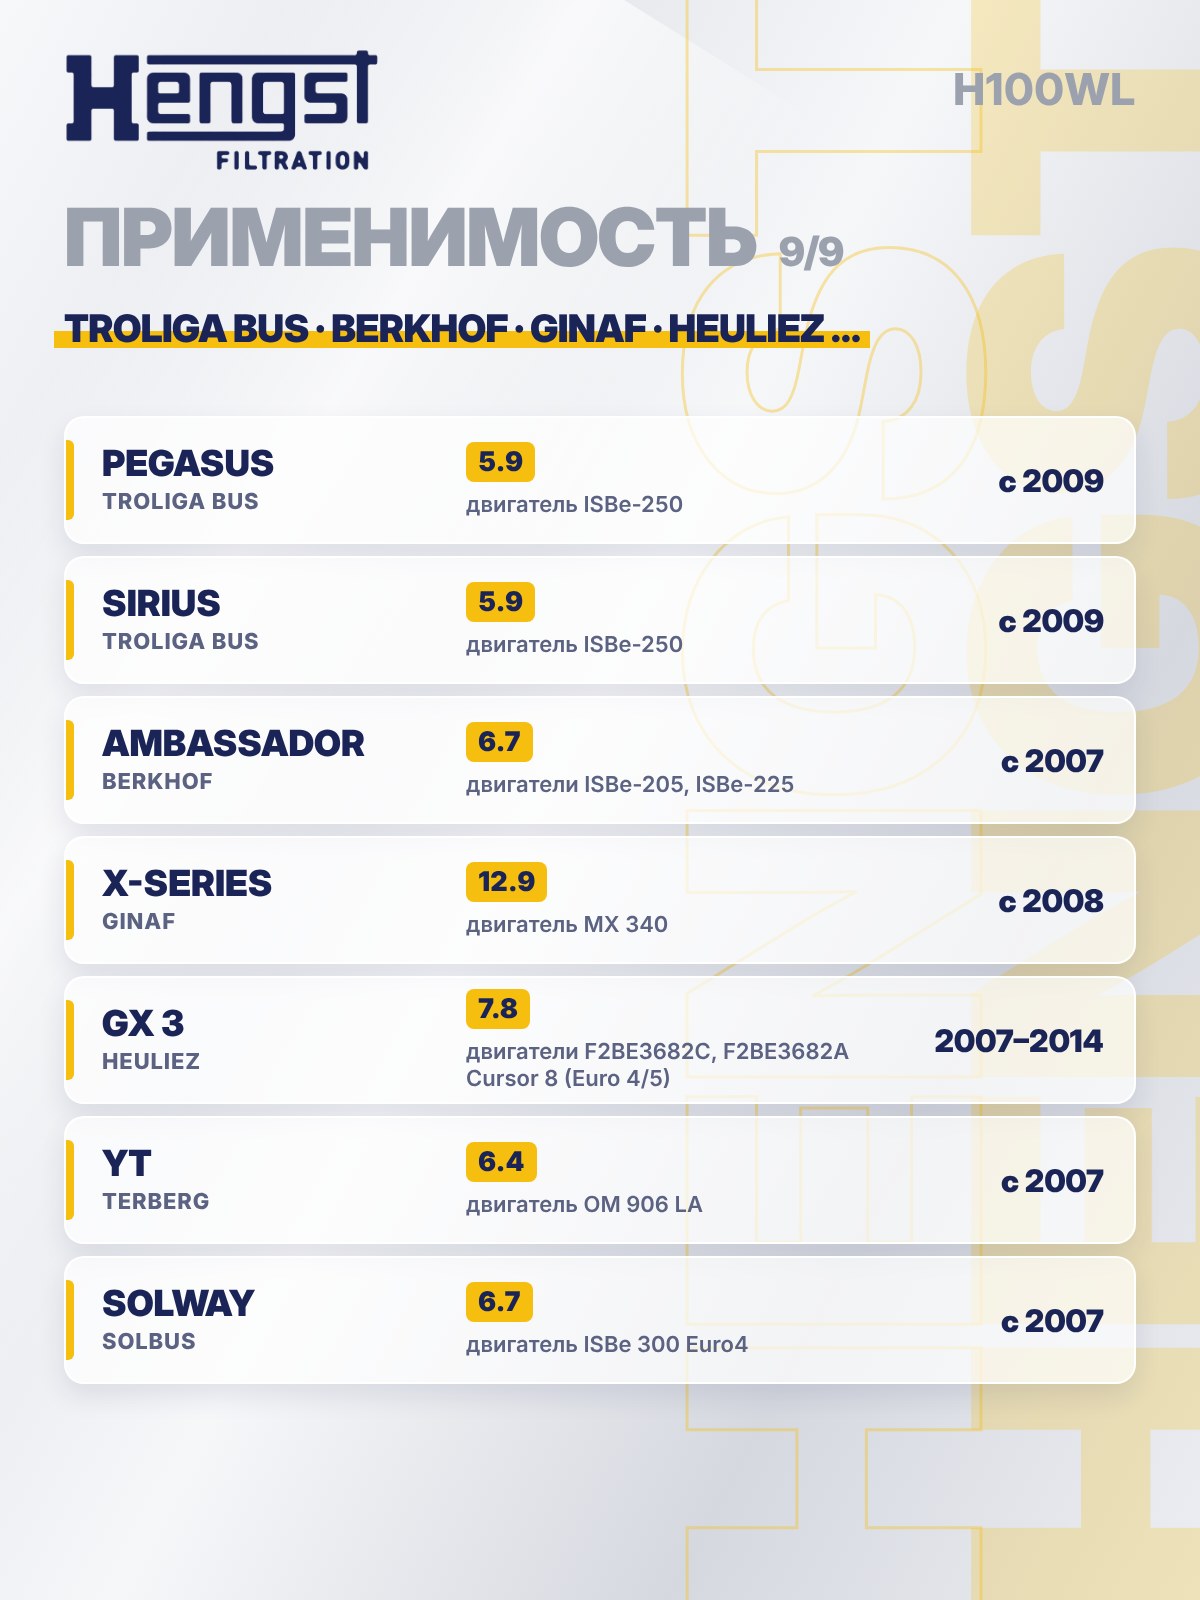 Hengst
FILTRATION
H100WL
ПРИМЕНИМОСТЬ 9/9
TROLIGA BUS · BERKHOF · GINAF · HEULIEZ ...
PEGASUS
TROLIGA BUS
5.9
двигатель ISBe-250
с 2009
SIRIUS
TROLIGA BUS
5.9
двигатель ISBe-250
с 2009
AMBASSADOR
BERKHOF
6.7
двигатели ISBe-205, ISBe-225
с 2007
X-SERIES
GINAF
12.9
двигатель MX 340
с 2008
GX 3
HEULIEZ
7.8
двигатели F2BE3682C, F2BE3682A
Cursor 8 (Euro 4/5)
2007–2014
YT
TERBERG
6.4
двигатель OM 906 LA
с 2007
SOLWAY
SOLBUS
6.7
двигатель ISBe 300 Euro4
с 2007
HENGST
HENGST